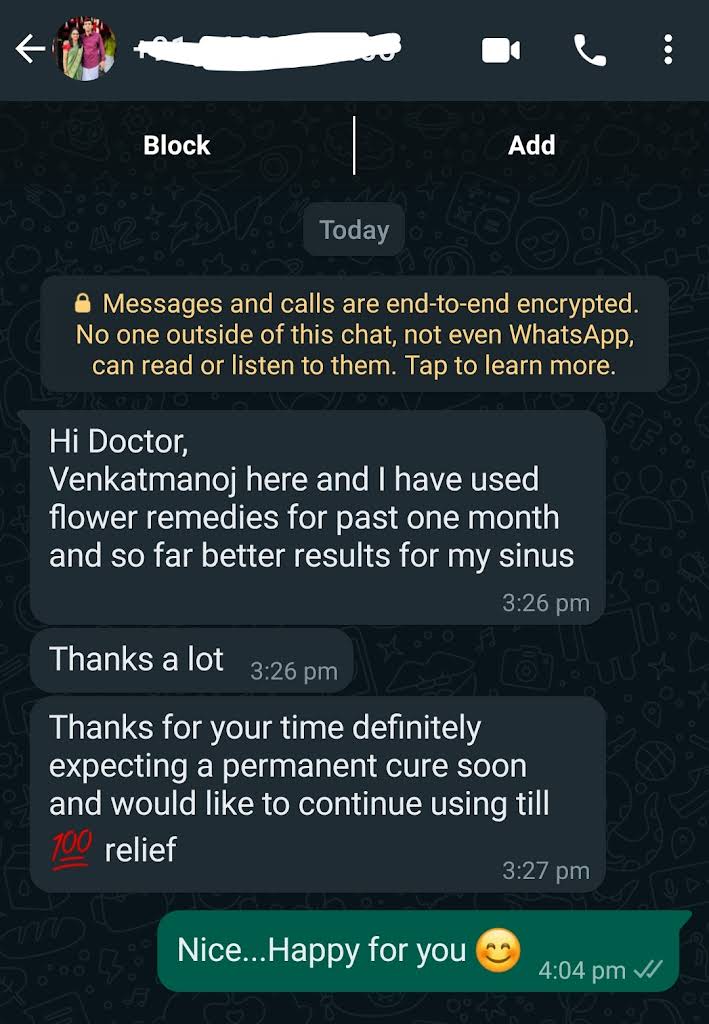 Block
Add
Today
🔒 Messages and calls are end-to-end encrypted.
No one outside of this chat, not even WhatsApp,
can read or listen to them. Tap to learn more.
Hi Doctor,
Venkatmanoj here and I have used
flower remedies for past one month
and so far better results for my sinus
3:26 pm
Thanks a lot 3:26 pm
Thanks for your time definitely
expecting a permanent cure soon
and would like to continue using till
💯 relief
3:27 pm
Nice...Happy for you 😊 4:04 pm